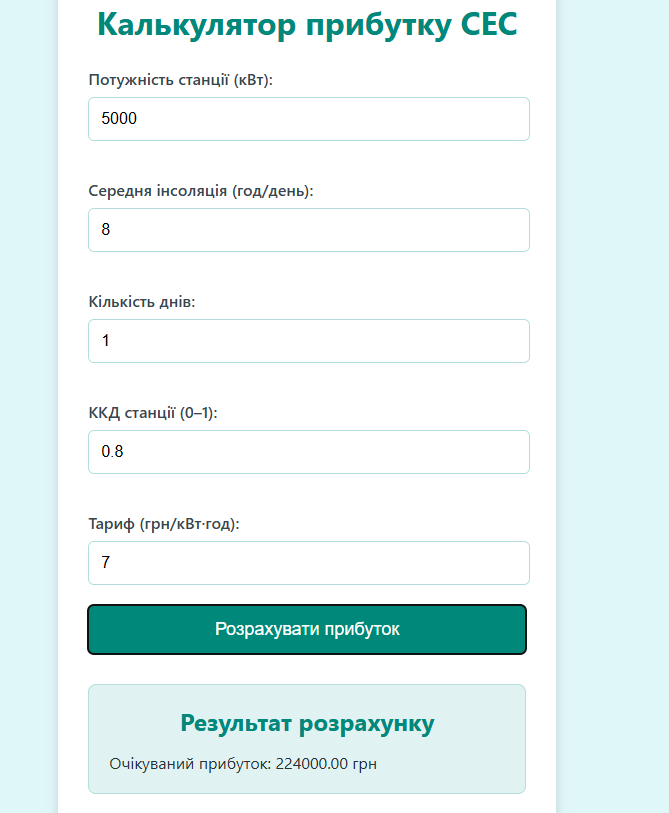 Калькулятор прибутку СЕС
Потужність станції (кВт):
5000
Середня інсоляція (год/день):
8
Кількість днів:
1
ККД станції (0–1):
0.8
Тариф (грн/кВт·год):
7
Розрахувати прибуток
Результат розрахунку
Очікуваний прибуток: 224000.00 грн